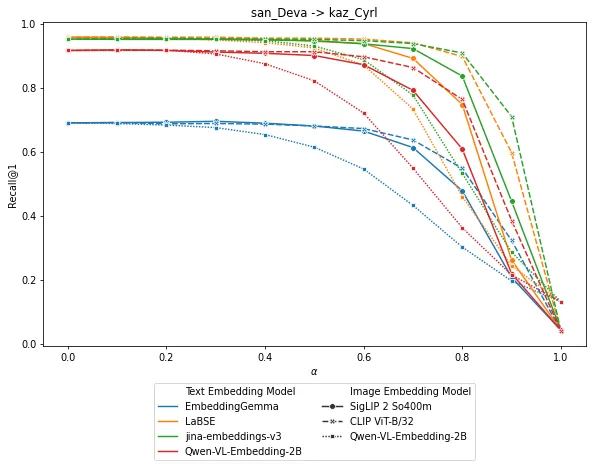 san_Deva -> kaz_Cyrl
Recall@1
1.0
0.8
0.6
0.4
0.2
0.0
0.0 0.2 0.4 0.6 0.8 1.0
α
Text Embedding Model
EmbeddingGemma
LaBSE
jina-embeddings-v3
Qwen-VL-Embedding-2B
Image Embedding Model
SigLIP 2 So400m
CLIP ViT-B/32
Qwen-VL-Embedding-2B